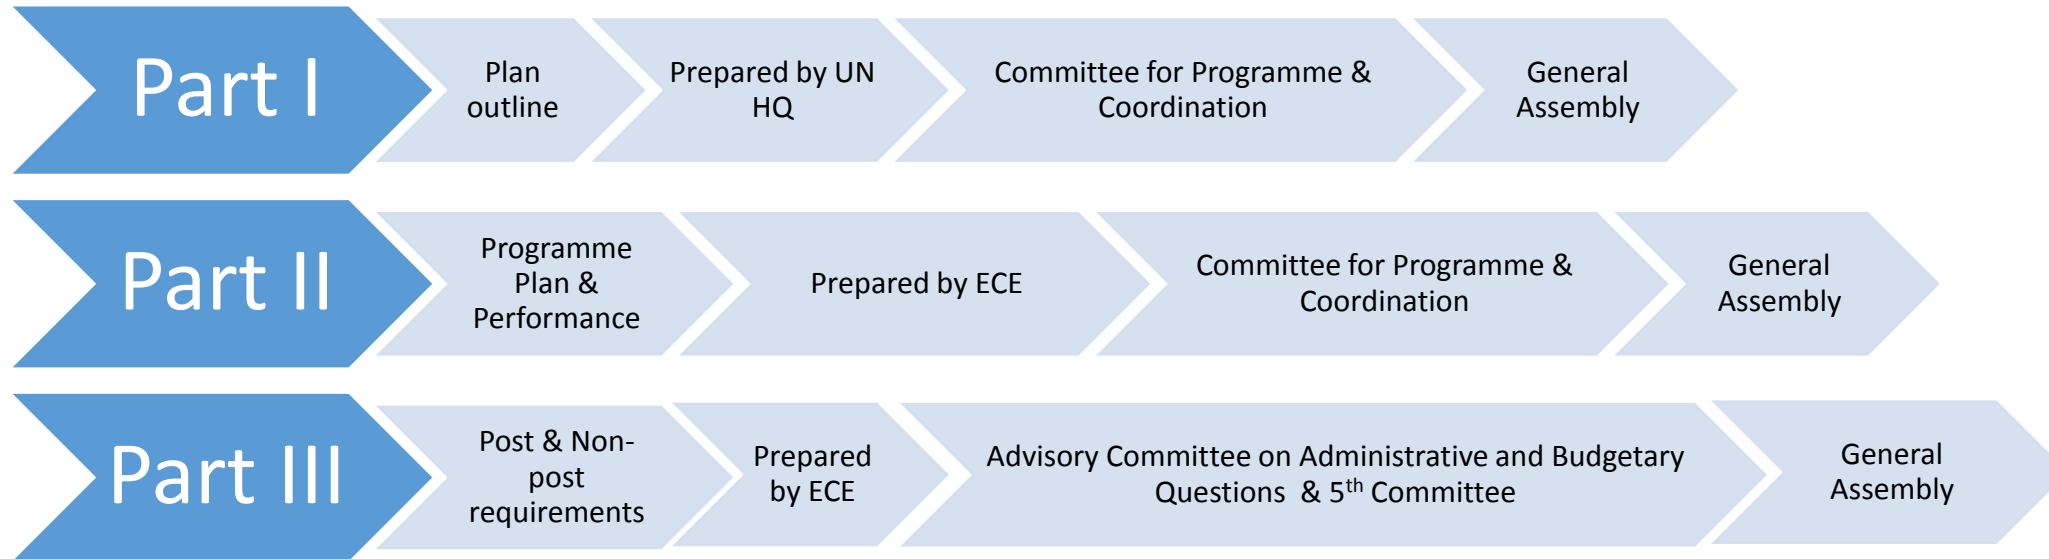 Part I
Plan
outline
Prepared by UN
HQ
Committee for Programme &
Coordination
General
Assembly
Part II
Programme
Plan &
Performance
Prepared by ECE
Committee for Programme &
Coordination
General
Assembly
Part III
Post & Non-
post
requirements
Prepared
by ECE
Advisory Committee on Administrative and Budgetary
Questions & 5th Committee
General
Assembly